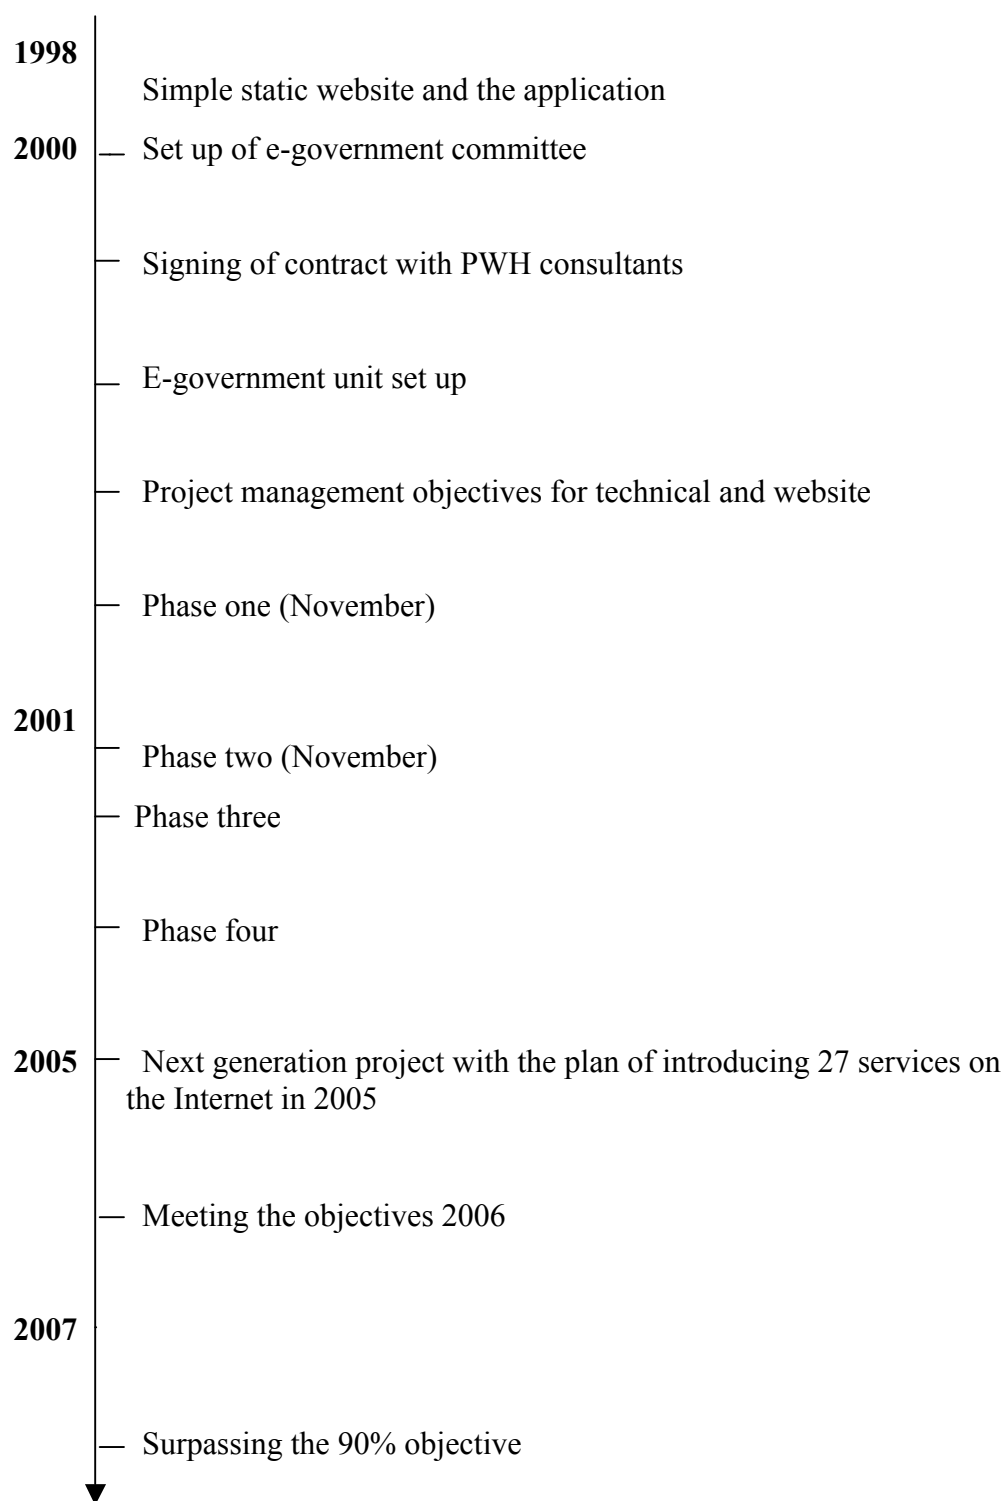 1998
Simple static website and the application
2000 Set up of e-government committee
Signing of contract with PWH consultants
E-government unit set up
Project management objectives for technical and website
Phase one (November)
2001
Phase two (November)
Phase three
Phase four
2005 Next generation project with the plan of introducing 27 services on
the Internet in 2005
Meeting the objectives 2006
2007
Surpassing the 90% objective